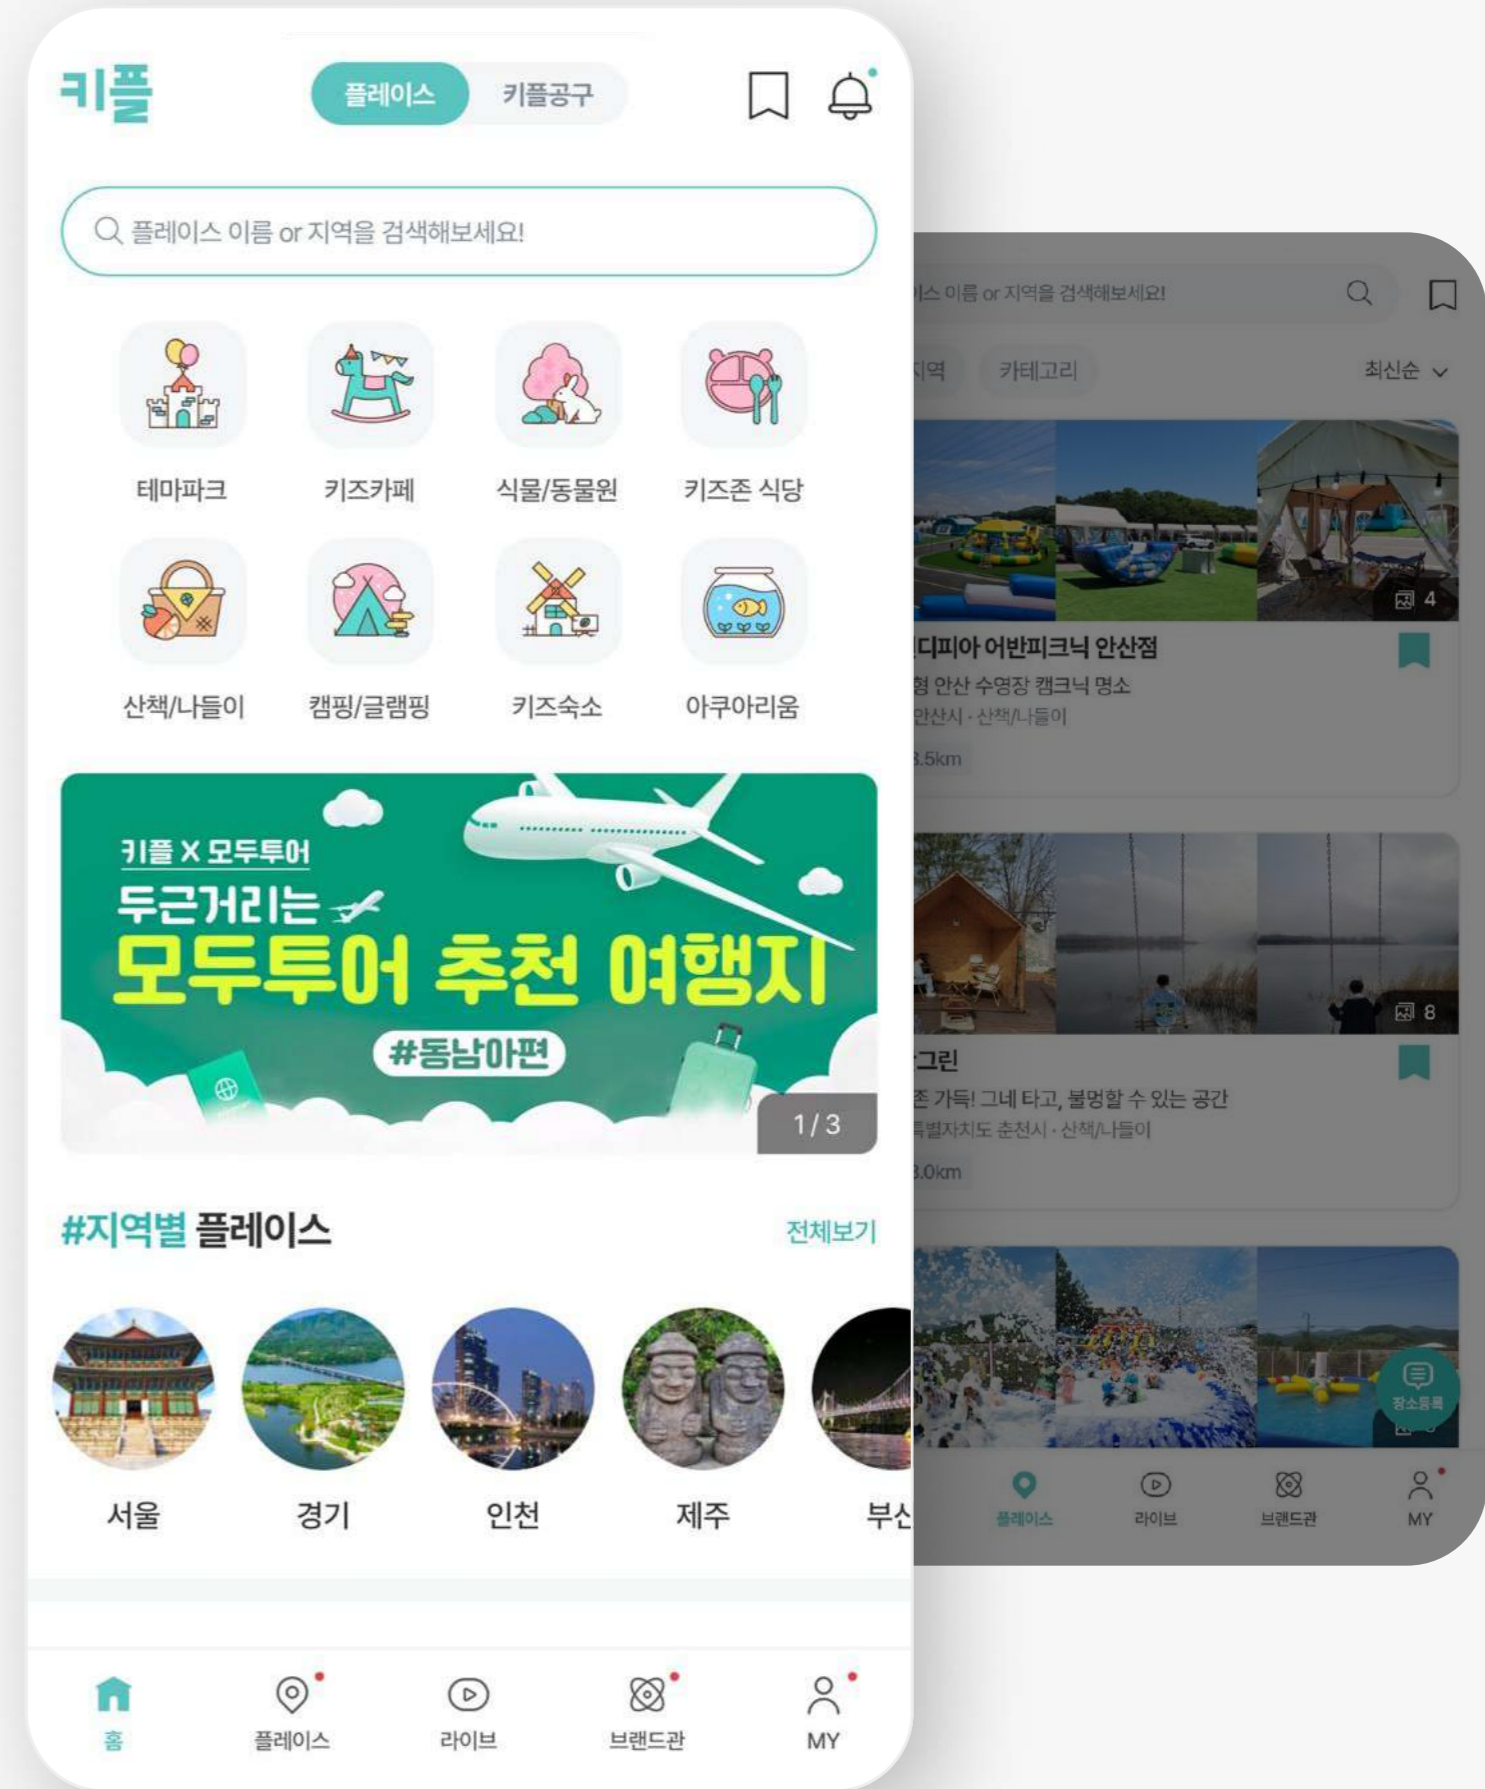 키플
플레이스 키플공구
플레이스 이름 or 지역을 검색해보세요!
테마파크 키즈카페 식물/동물원 키즈존 식당
산책/나들이 캠핑/글램핑 키즈숙소 아쿠아리움
키플 X 모두투어
두근거리는
모두투어 추천 여행지
#동남아편
1/3
#지역별 플레이스 전체보기
서울 경기 인천 제주 부산
홈 플레이스 라이브 브랜드관 MY
이름 or 지역을 검색해보세요!
지역 카테고리 최신순
4
어반피크닉 안산점
안산 수영장 캠크닉 명소
안산시 · 산책/나들이
.5km
8
그린
가득! 그네 타고, 불멍할 수 있는 공간
특별자치도 춘천시 · 산책/나들이
.0km
장소등록
플레이스 라이브 브랜드관 MY